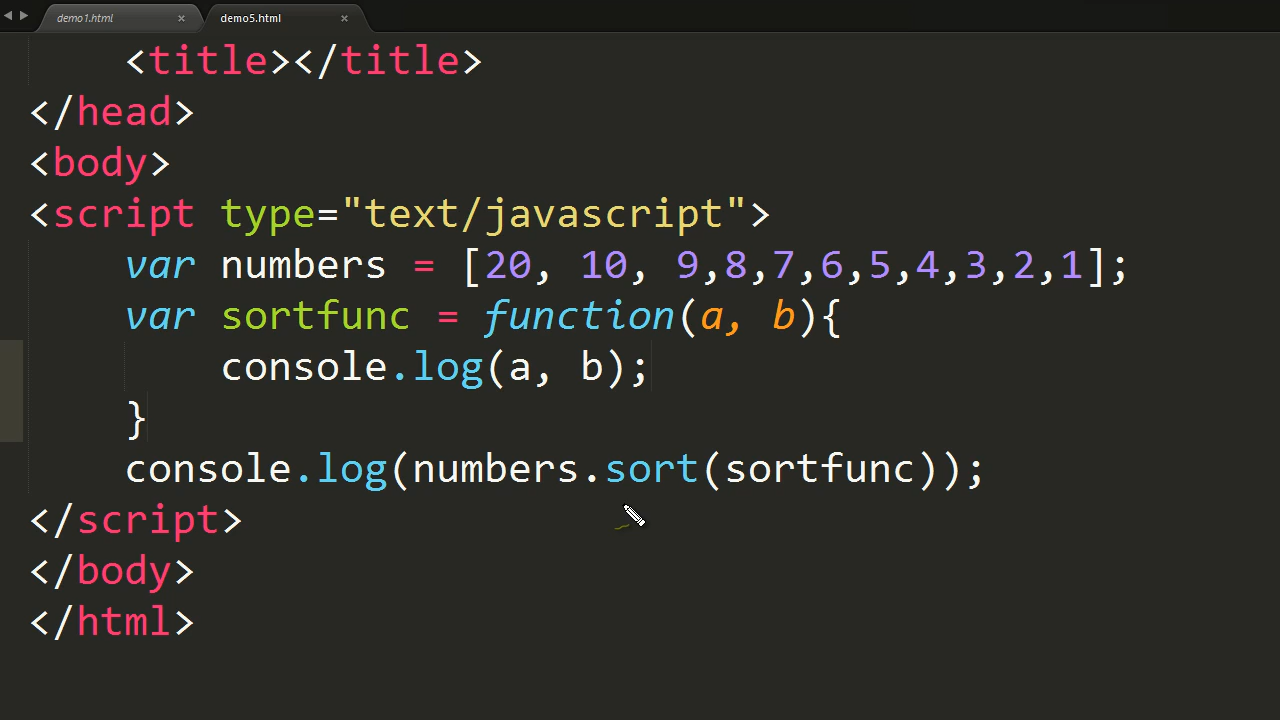 demo1.html × demo5.html ×
<title></title>
</head>
<body>
<script type="text/javascript">
var numbers = [20, 10, 9,8,7,6,5,4,3,2,1];
var sortfunc = function(a, b){
console.log(a, b);
}
console.log(numbers.sort(sortfunc));
</script>
</body>
</html>